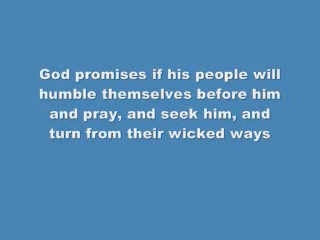 God promises if his people will
humble themselves before him
and pray, and seek him, and
turn from their wicked ways